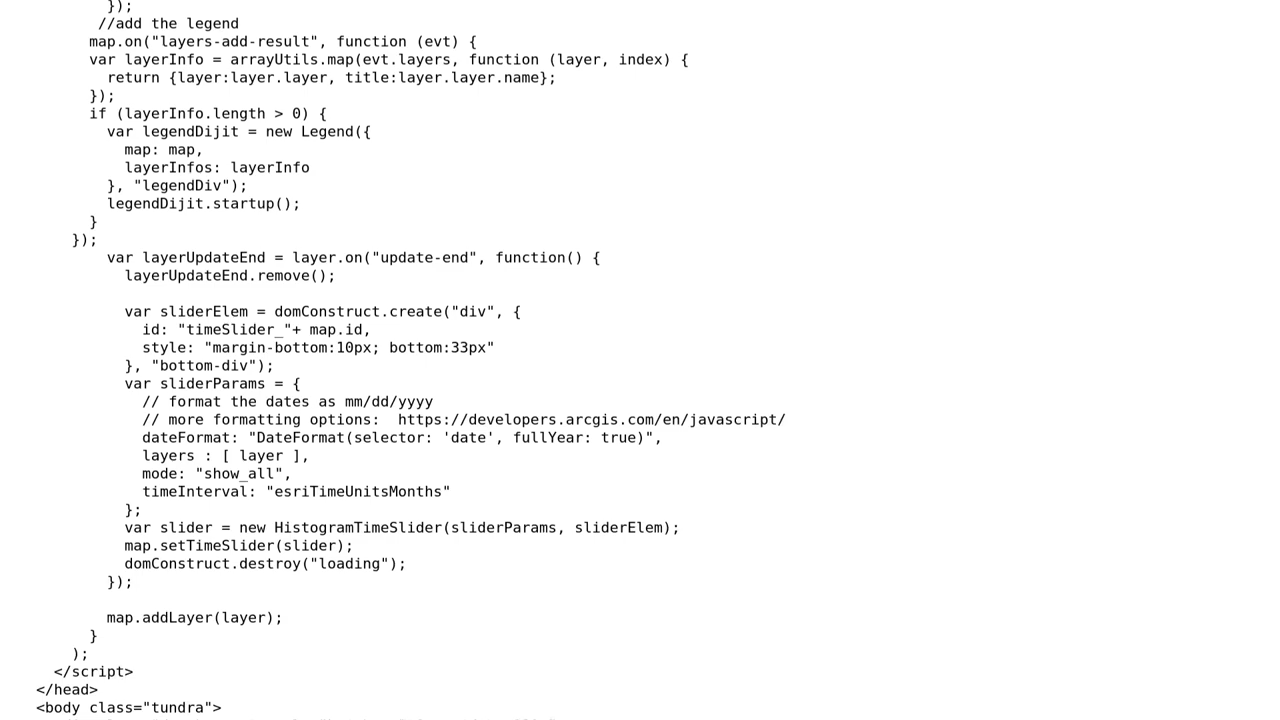 });
//add the legend
map.on("layers-add-result", function (evt) {
var layerInfo = arrayUtils.map(evt.layers, function (layer, index) {
return {layer:layer.layer, title:layer.layer.name};
});
if (layerInfo.length > 0) {
var legendDijit = new Legend({
map: map,
layerInfos: layerInfo
}, "legendDiv");
legendDijit.startup();
}
});
var layerUpdateEnd = layer.on("update-end", function() {
layerUpdateEnd.remove();
var sliderElem = domConstruct.create("div", {
id: "timeSlider_"+ map.id,
style: "margin-bottom:10px; bottom:33px"
}, "bottom-div");
var sliderParams = {
// format the dates as mm/dd/yyyy
// more formatting options:  https://developers.arcgis.com/en/javascript/
dateFormat: "DateFormat(selector: 'date', fullYear: true)",
layers : [ layer ],
mode: "show_all",
timeInterval: "esriTimeUnitsMonths"
};
var slider = new HistogramTimeSlider(sliderParams, sliderElem);
map.setTimeSlider(slider);
domConstruct.destroy("loading");
});
map.addLayer(layer);
}
);
</script>
</head>
<body class="tundra">